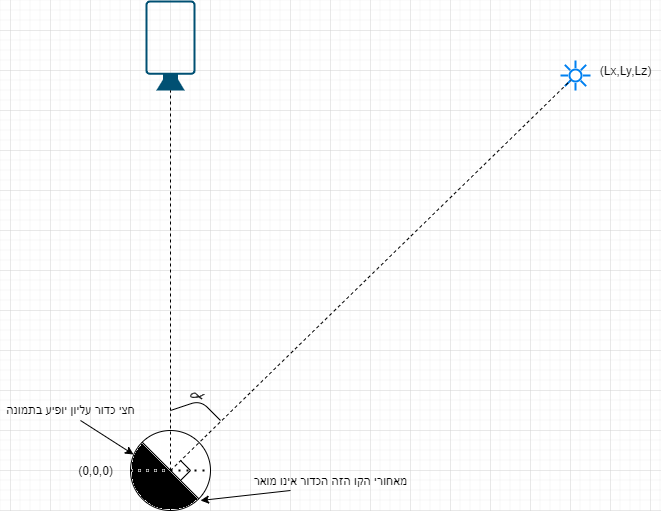 (Lx,Ly,Lz)
α
חצי כדור עליון יופיע בתמונה
(0,0,0)
מאחורי הקו הזה הכדור אינו מואר